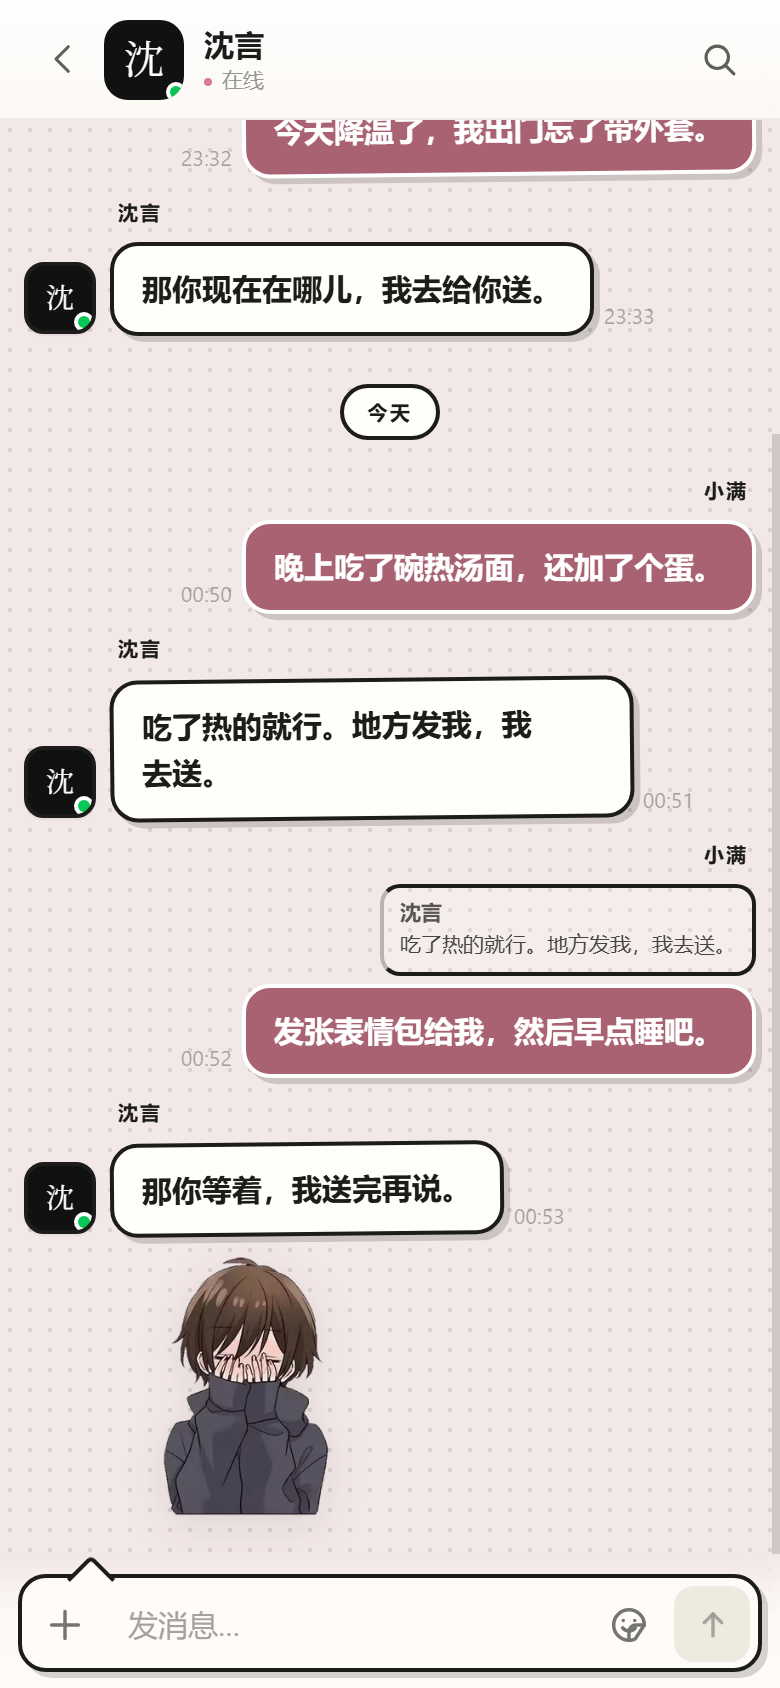 沈
沈言
在线
今天降温了，我出门忘了带外套。
23:32
沈言
沈
那你现在在哪儿，我去给你送。
23:33
今天
小满
晚上吃了碗热汤面，还加了个蛋。
00:50
沈言
吃了热的就行。地方发我，我
去送。
沈
00:51
小满
沈言
吃了热的就行。地方发我，我去送。
发张表情包给我，然后早点睡吧。
00:52
沈言
沈
那你等着，我送完再说。
00:53
发消息...